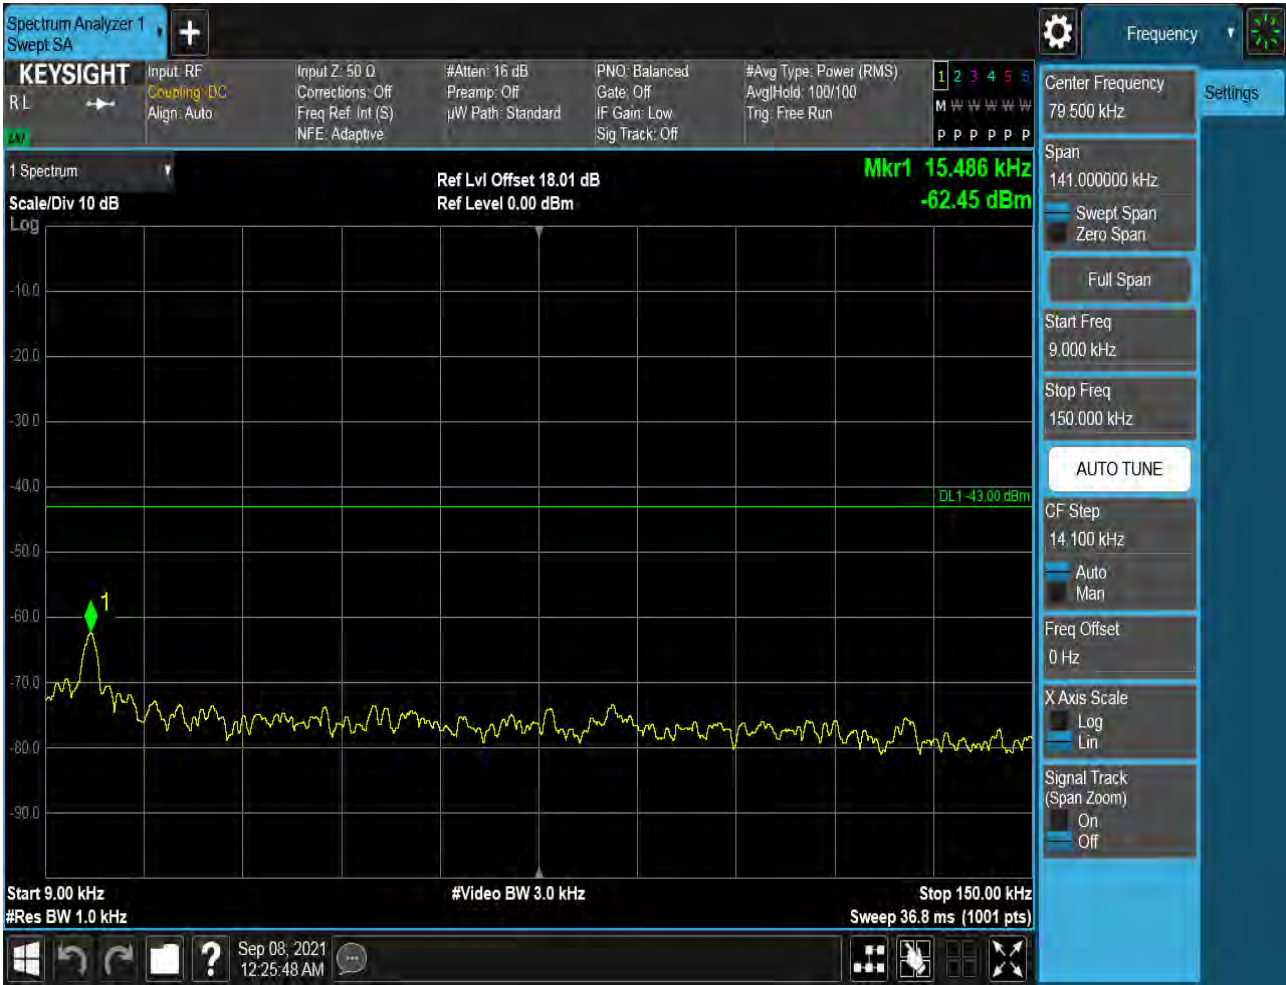 Spectrum Analyzer 1
Swept SA
+
Frequency
KEYSIGHT
R L
LXI
Input: RF
Coupling: DC
Align: Auto
Input Z: 50 Ω
Corrections: Off
Freq Ref: Int (S)
NFE: Adaptive
#Atten: 16 dB
Preamp: Off
µW Path: Standard
PNO: Balanced
Gate: Off
IF Gain: Low
Sig Track: Off
#Avg Type: Power (RMS)
Avg|Hold: 100/100
Trig: Free Run
1 2 3 4 5 6
M W W W W W
P P P P P P
1 Spectrum
Scale/Div 10 dB
Log
Ref Lvl Offset 18.01 dB
Ref Level 0.00 dBm
Mkr1 15.486 kHz
-62.45 dBm
-10.0
-20.0
-30.0
-40.0
DL1 -43.00 dBm
-50.0
1
-60.0
-70.0
-80.0
-90.0
Start 9.00 kHz
#Video BW 3.0 kHz
Stop 150.00 kHz
#Res BW 1.0 kHz
Sweep 36.8 ms (1001 pts)
Center Frequency
79.500 kHz
Settings
Span
141.000000 kHz
Swept Span
Zero Span
Full Span
Start Freq
9.000 kHz
Stop Freq
150.000 kHz
AUTO TUNE
CF Step
14.100 kHz
Auto
Man
Freq Offset
0 Hz
X Axis Scale
Log
Lin
Signal Track
(Span Zoom)
On
Off
?
Sep 08, 2021
12:25:48 AM